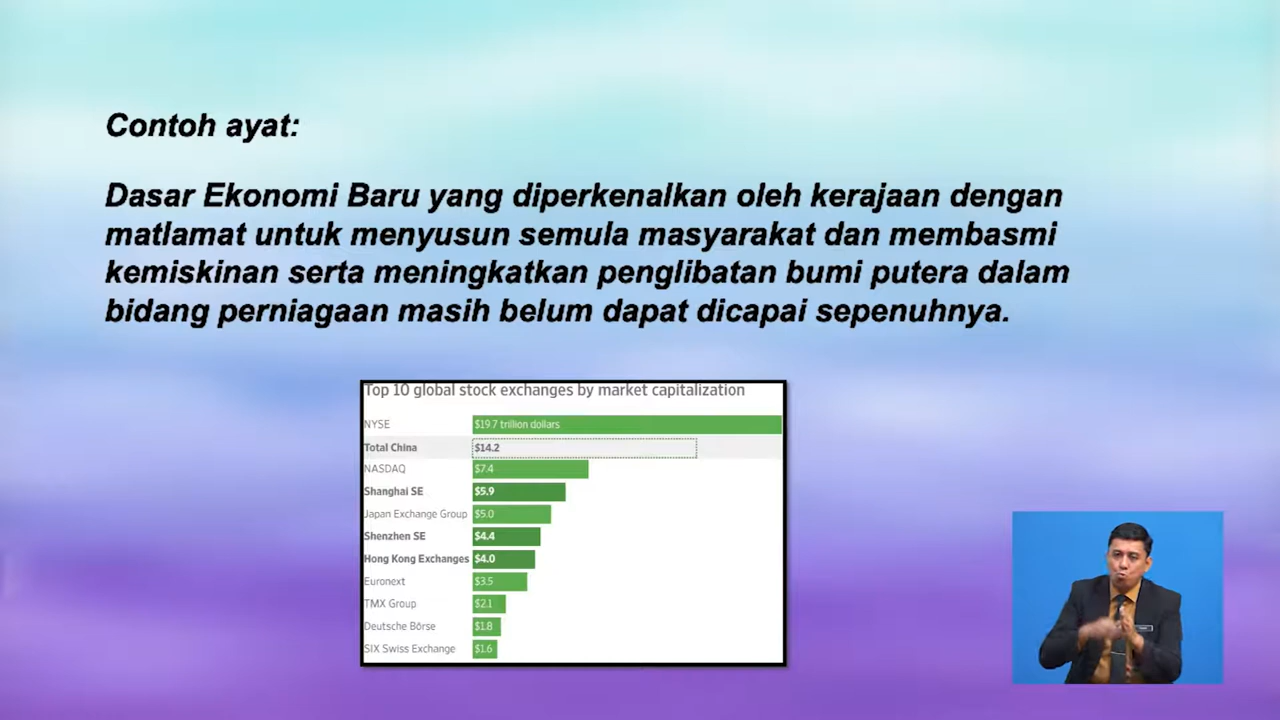 Contoh ayat:
Dasar Ekonomi Baru yang diperkenalkan oleh kerajaan dengan
matlamat untuk menyusun semula masyarakat dan membasmi
kemiskinan serta meningkatkan penglibatan bumi putera dalam
bidang perniagaan masih belum dapat dicapai sepenuhnya.
Top 10 global stock exchanges by market capitalization
NYSE $19.7 trillion dollars
Total China $14.2
NASDAQ $7.4
Shanghai SE $5.9
Japan Exchange Group $5.0
Shenzhen SE $4.4
Hong Kong Exchanges $4.0
Euronext $3.5
TMX Group $2.1
Deutsche Börse $1.8
SIX Swiss Exchange $1.6